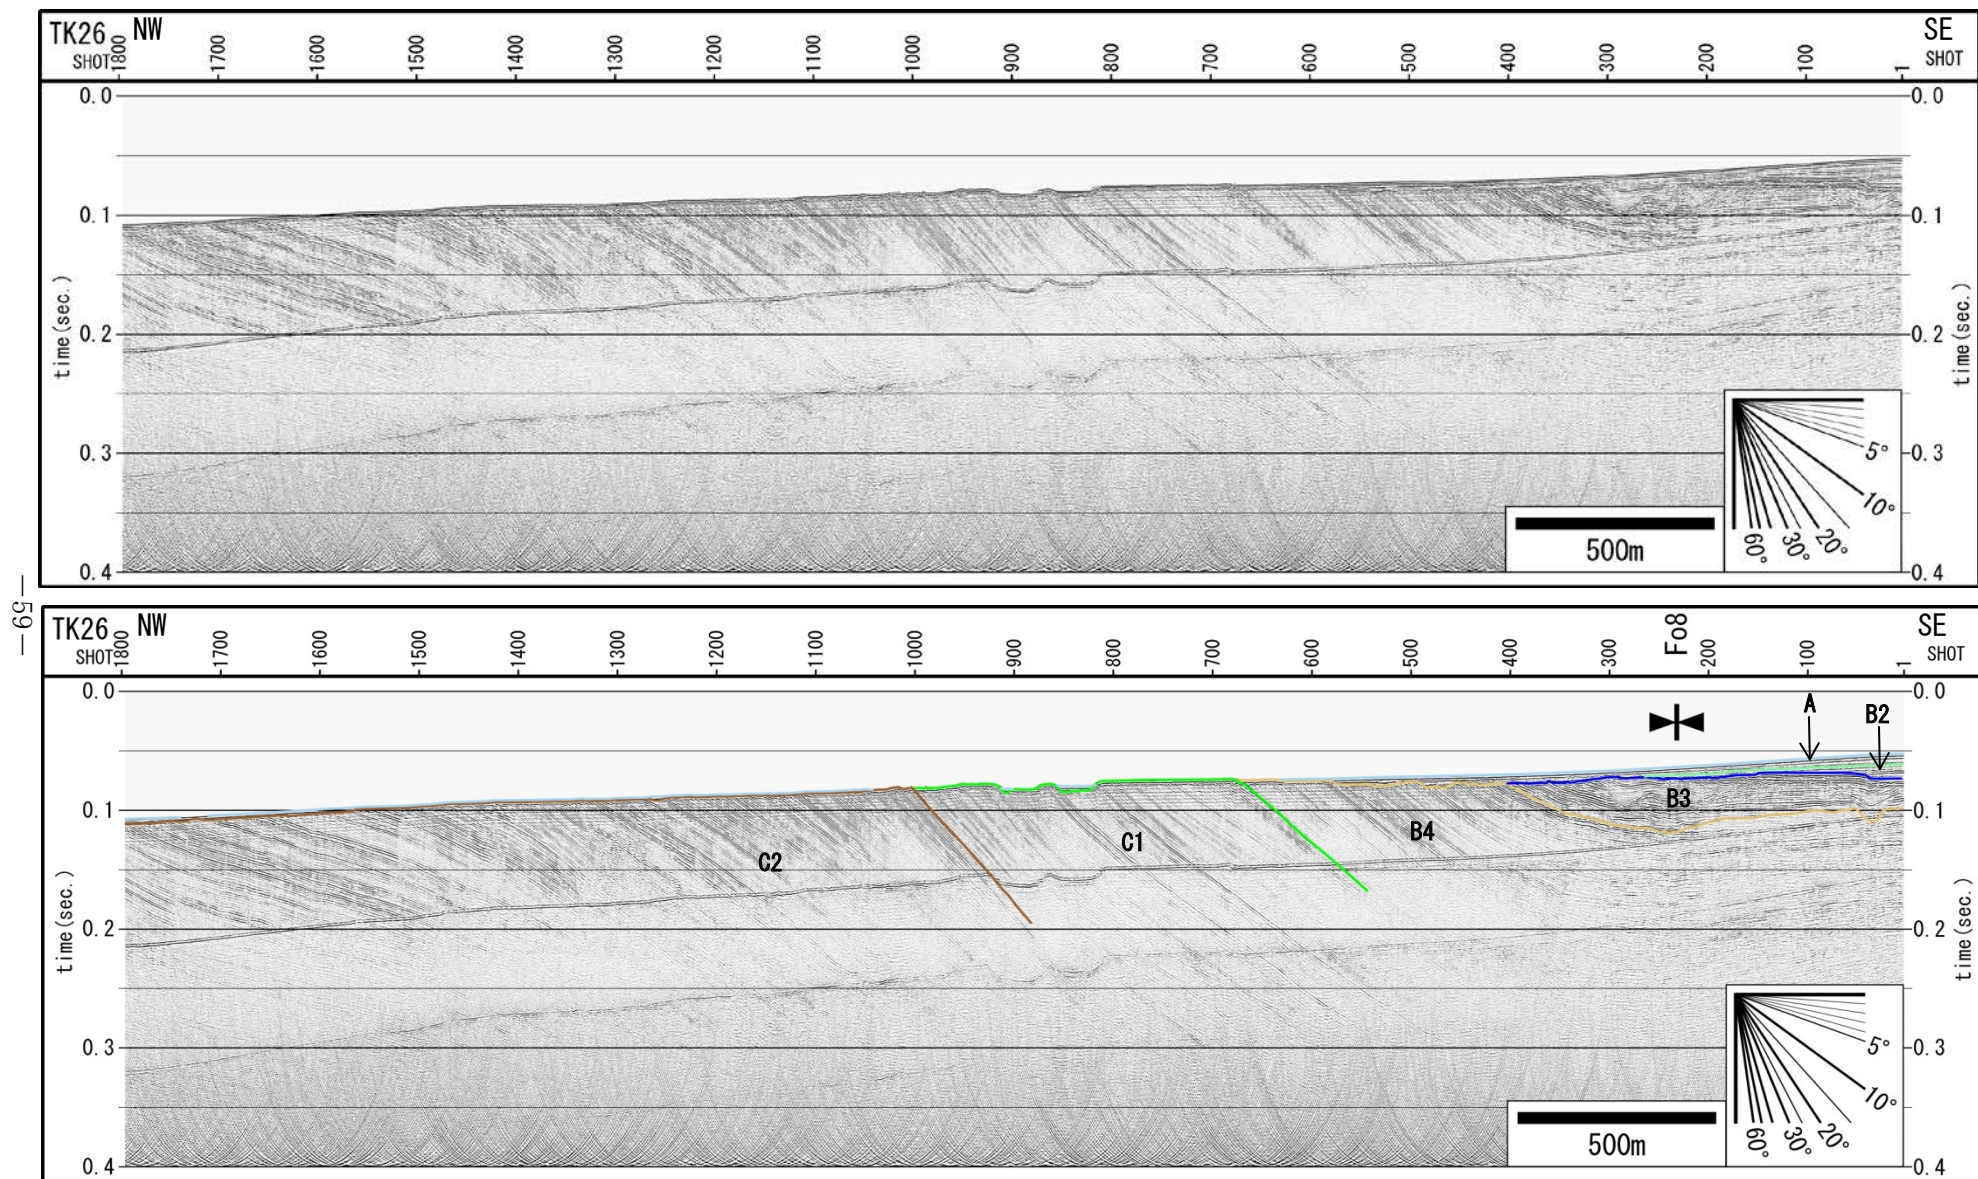 TK26 NW SE
SHOT 1800 1700 1600 1500 1400 1300 1200 1100 1000 900 800 700 600 500 400 300 200 100 1 SHOT
0.0 0.0
0.1 0.1
time(sec.) time(sec.)
0.2 0.2
0.3 0.3
0.4 0.4
5°
10°
20°
30°
60°
500m
—59—
TK26 NW Fo8 SE
SHOT 1800 1700 1600 1500 1400 1300 1200 1100 1000 900 800 700 600 500 400 300 200 100 1 SHOT
0.0 0.0
A B2
0.1 B3 0.1
C2 C1 B4
time(sec.) time(sec.)
0.2 0.2
0.3 0.3
0.4 0.4
5°
10°
20°
30°
60°
500m